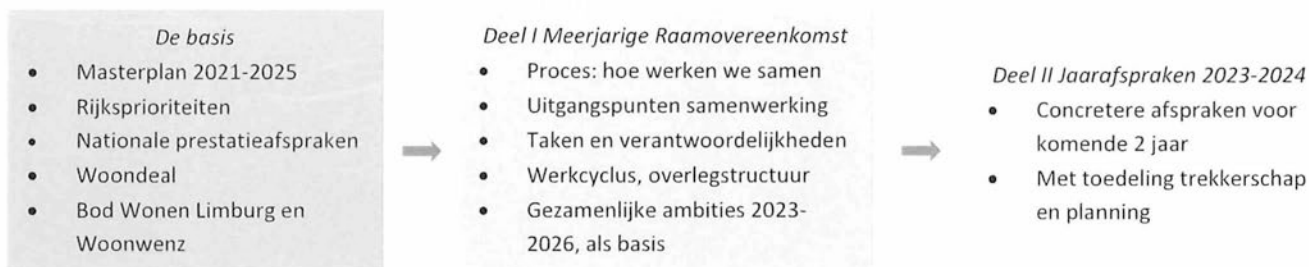 De basis
• Masterplan 2021-2025
• Rijksprioriteiten
• Nationale prestatieafspraken
• Woondeal
• Bod Wonen Limburg en
Woonwenz
Deel I Meerjarige Raamovereenkomst
• Proces: hoe werken we samen
• Uitgangspunten samenwerking
• Taken en verantwoordelijkheden
• Werkcyclus, overlegstructuur
• Gezamenlijke ambities 2023-
2026, als basis
Deel II Jaarafspraken 2023-2024
• Concretere afspraken voor
komende 2 jaar
• Met toedeling trekkerschap
en planning